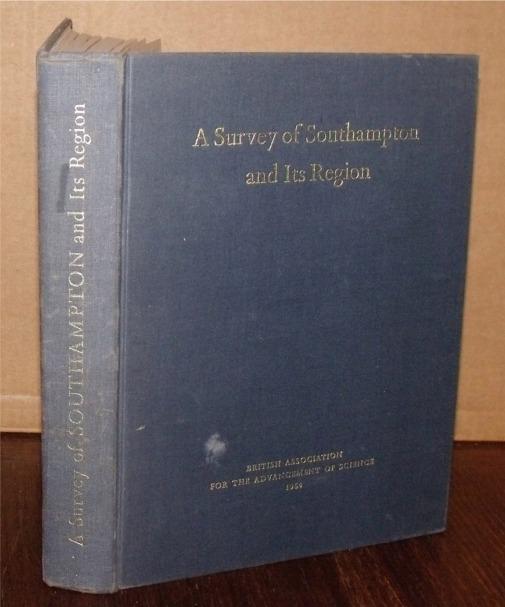 A Survey of SOUTHAMPTON and Its Region
A Survey of Southampton
and Its Region
BRITISH ASSOCIATION
FOR THE ADVANCEMENT OF SCIENCE
1964